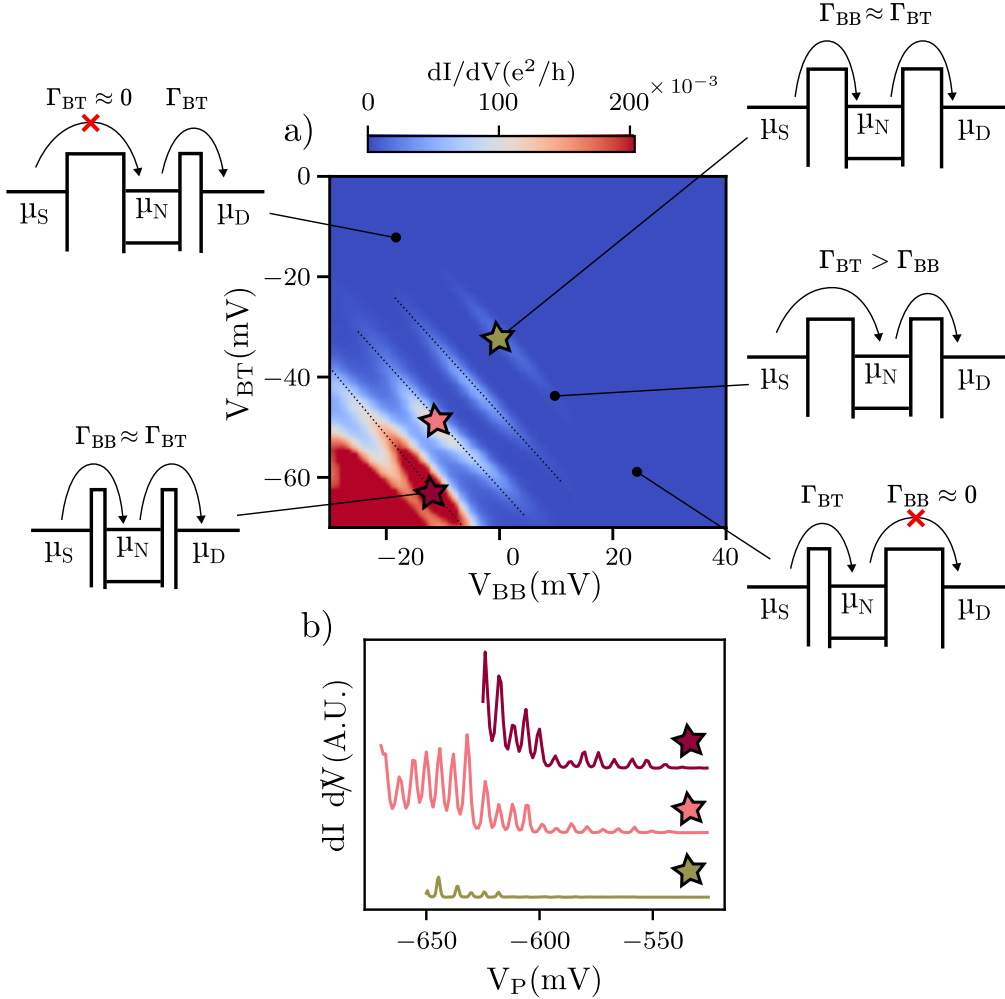 Γ_BB ≈ Γ_BT
dI/dV(e²/h)
× 10⁻³
0 100 200
Γ_BT ≈ 0 Γ_BT
a)
μ_S μ_N μ_D
μ_S μ_N μ_D
0
−20
−40
−60
V_BT(mV)
−20 0 20 40
V_BB(mV)
Γ_BT > Γ_BB
μ_S μ_N μ_D
Γ_BB ≈ Γ_BT
μ_S μ_N μ_D
Γ_BT Γ_BB ≈ 0
μ_S μ_N μ_D
b)
dI dV(A.U.)
−650 −600 −550
V_P(mV)